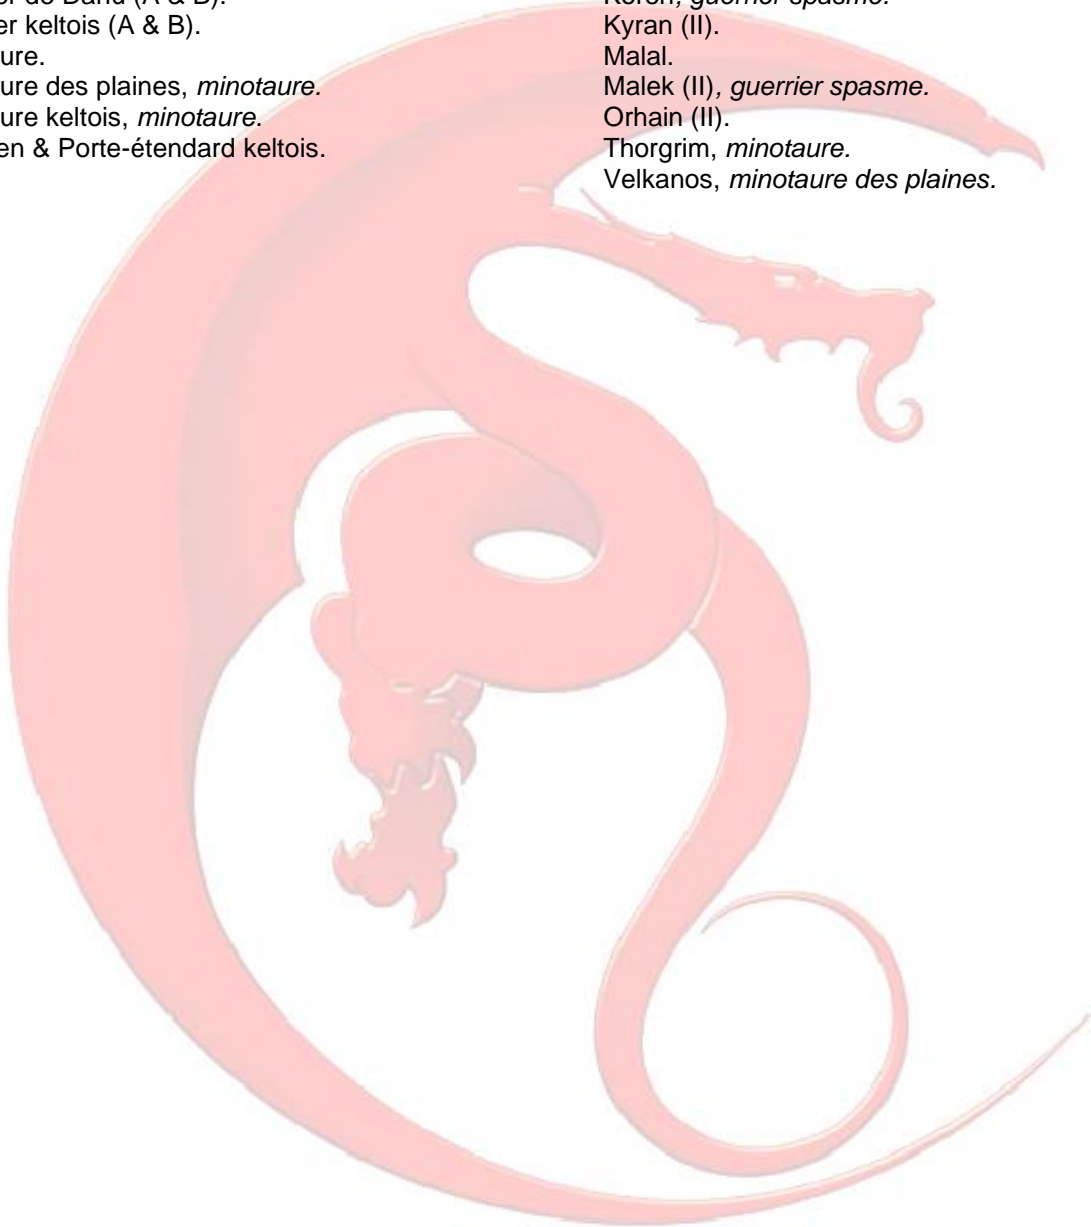 er keltois (A & B).
ure.
ure des plaines, minotaure.
ure keltois, minotaure.
en & Porte-étendard keltois.
Kyran (II).
Malal.
Malek (II), guerrier spasme.
Orhain (II).
Thorgrim, minotaure.
Velkanos, minotaure des plaines.